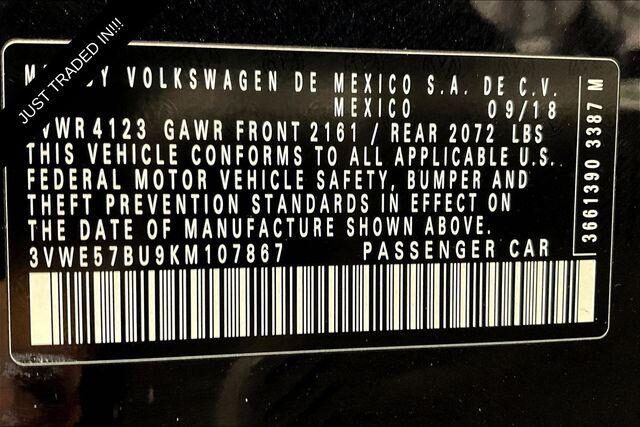 JUST TRADED IN!!!
VOLKSWAGEN DE MEXICO S.A. DE C.V.
MEXICO 09/18
4123 GAWR FRONT 2161 / REAR 2072 LBS
THIS VEHICLE CONFORMS TO ALL APPLICABLE U.S.
FEDERAL MOTOR VEHICLE SAFETY, BUMPER AND
THEFT PREVENTION STANDARDS IN EFFECT ON
THE DATE OF MANUFACTURE SHOWN ABOVE.
3VWE57BU9KM107867 PASSENGER CAR
3661390 3387 M